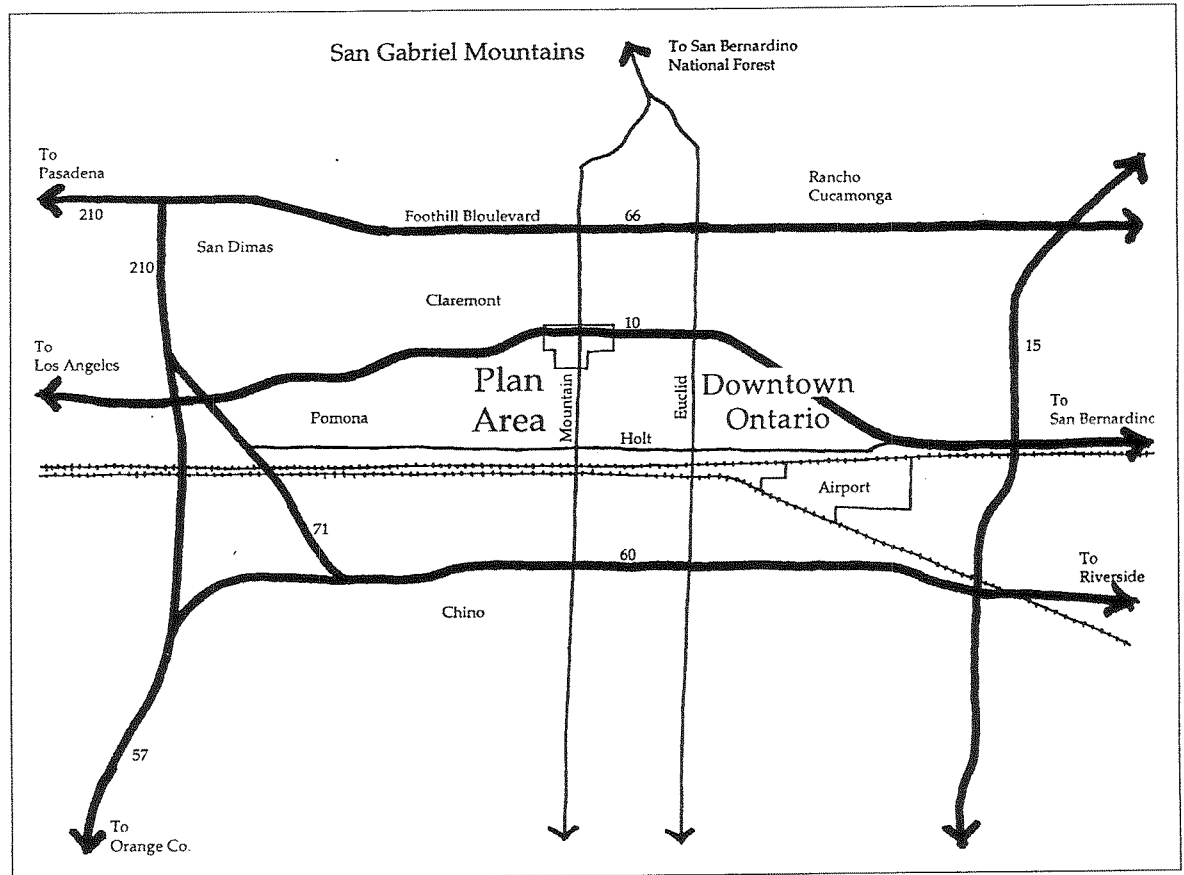 San Gabriel Mountains
To San Bernardino
National Forest
To
Pasadena
210
Rancho
Cucamonga
Foothill Bloulevard
66
San Dimas
210
Claremont
10
To
Los Angeles
15
Plan
Area
Mountain
Euclid
Downtown
Ontario
To
San Bernardino
Pomona
Holt
Airport
71
60
To
Riverside
Chino
57
To
Orange Co.